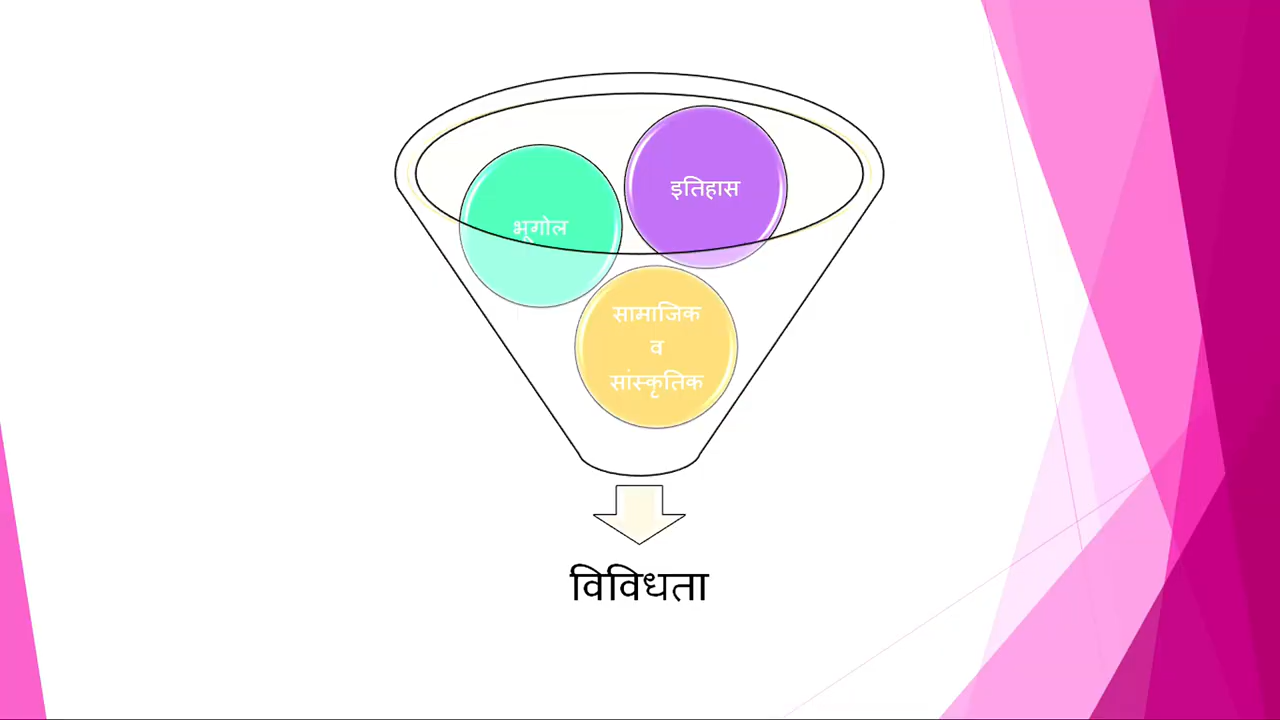 इतिहास
भूगोल
सामाजिक
व
सांस्कृतिक
विविधता